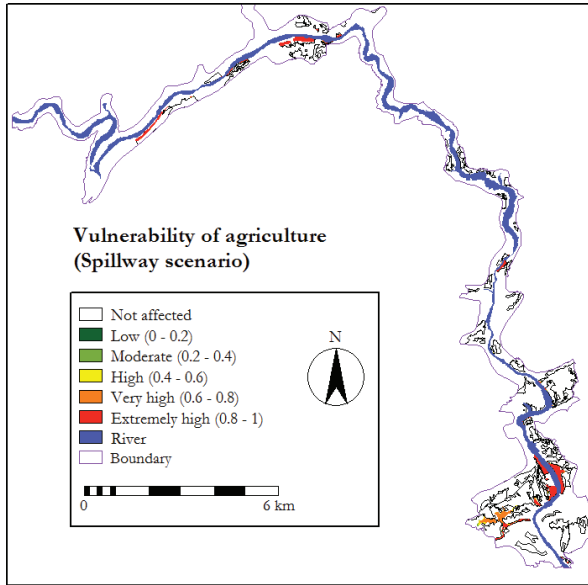 Vulnerability of agriculture
(Spillway scenario)
Not affected
Low (0 - 0.2)
Moderate (0.2 - 0.4)
High (0.4 - 0.6)
Very high (0.6 - 0.8)
Extremely high (0.8 - 1)
River
Boundary
N
0 6 km